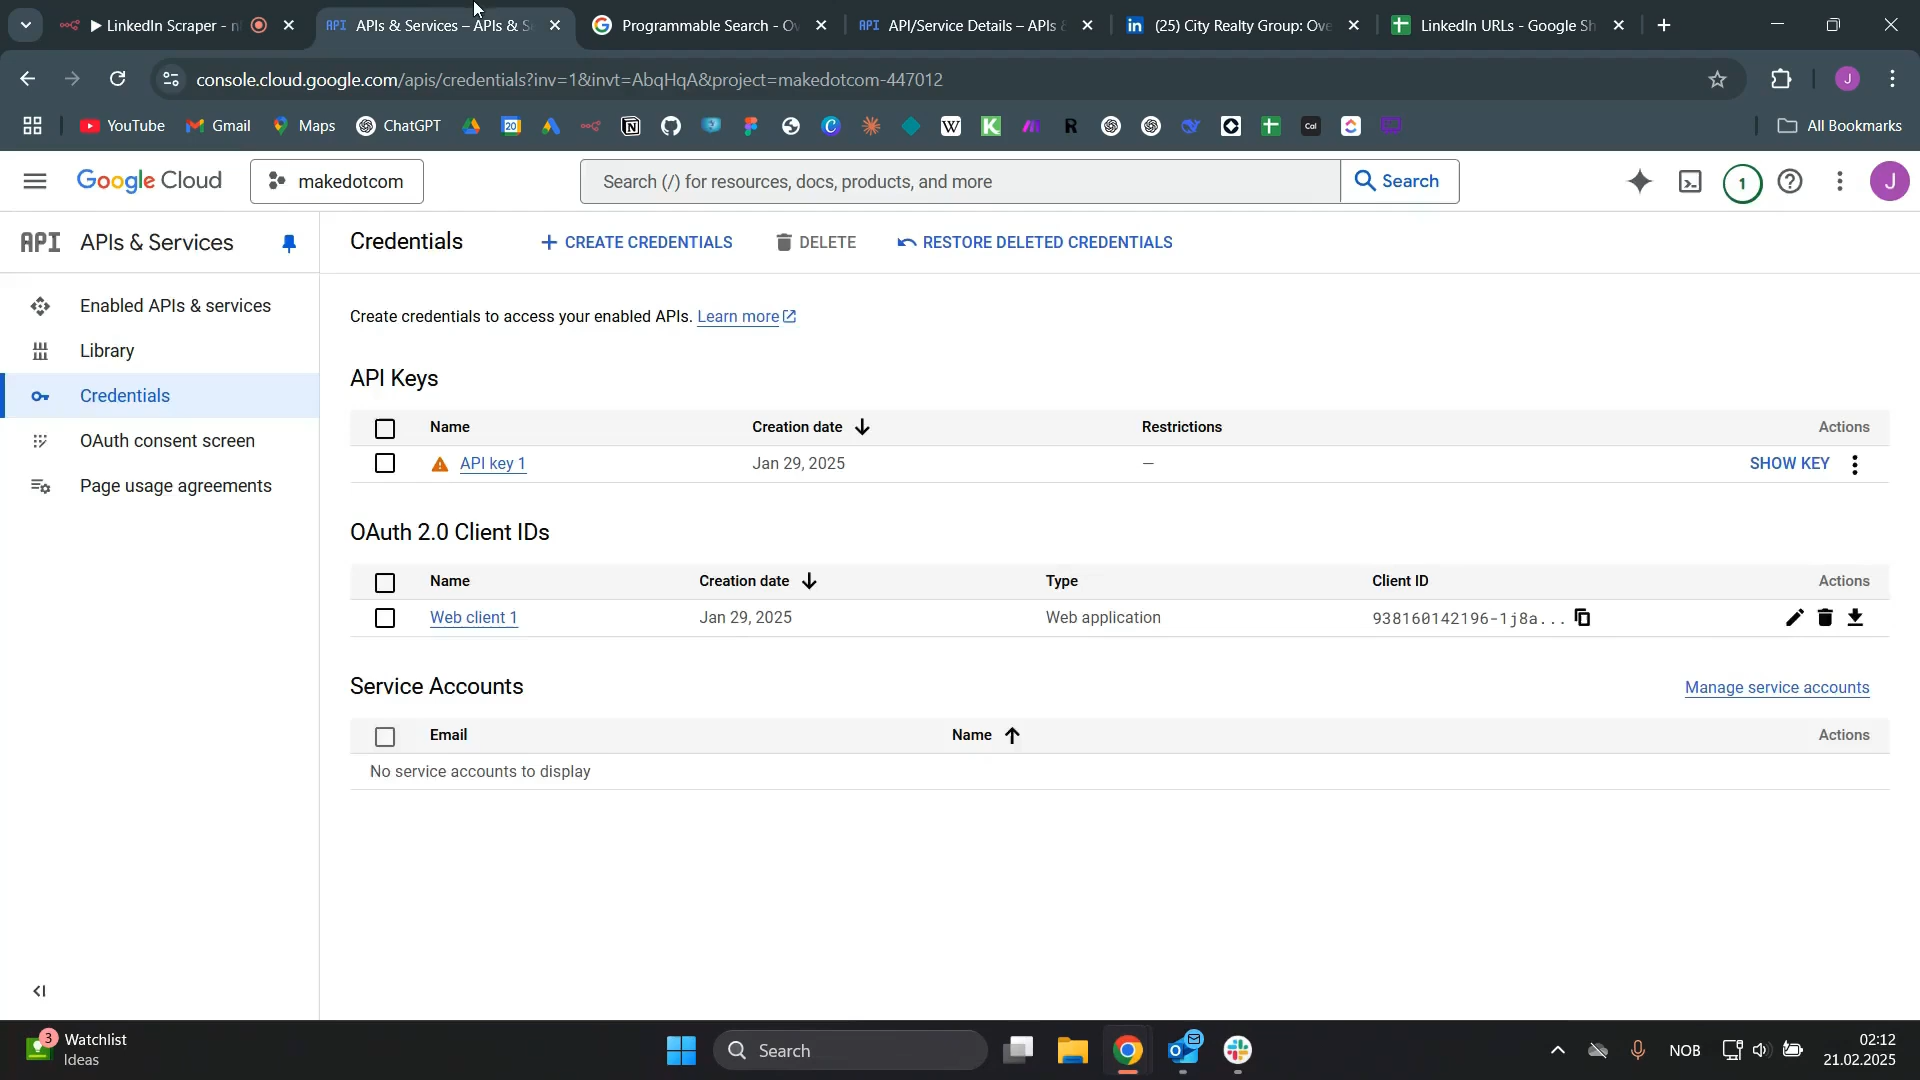 LinkedIn Scraper - n
APIs & Services – APIs & Se
Programmable Search - Ov
API/Service Details – APIs &
(25) City Realty Group: Ove
LinkedIn URLs - Google Sh
console.cloud.google.com/apis/credentials?inv=1&invt=AbqHqA&project=makedotcom-447012
J
YouTube
Gmail
Maps
ChatGPT
20
W
K
R
Cal
All Bookmarks
Google Cloud
makedotcom
Search (/) for resources, docs, products, and more
Search
1
J
API APIs & Services
Credentials
CREATE CREDENTIALS
DELETE
RESTORE DELETED CREDENTIALS
Enabled APIs & services
Library
Credentials
OAuth consent screen
Page usage agreements
Create credentials to access your enabled APIs. Learn more
API Keys
Name Creation date Restrictions Actions
API key 1 Jan 29, 2025 – SHOW KEY
OAuth 2.0 Client IDs
Name Creation date Type Client ID Actions
Web client 1 Jan 29, 2025 Web application 938160142196-1j8a...
Service Accounts
Manage service accounts
Email Name Actions
No service accounts to display
3
Watchlist
Ideas
Search
NOB
02:12
21.02.2025